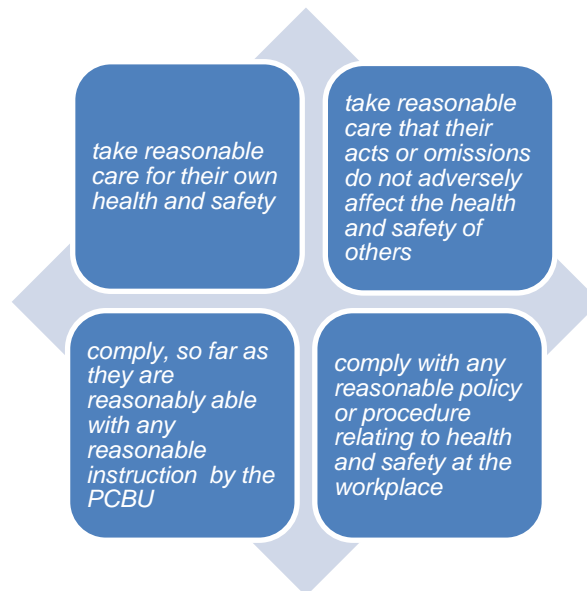 take reasonable
care for their own
health and safety
take reasonable
care that their
acts or omissions
do not adversely
affect the health
and safety of
others
comply, so far as
they are
reasonably able
with any
reasonable
instruction by the
PCBU
comply with any
reasonable policy
or procedure
relating to health
and safety at the
workplace